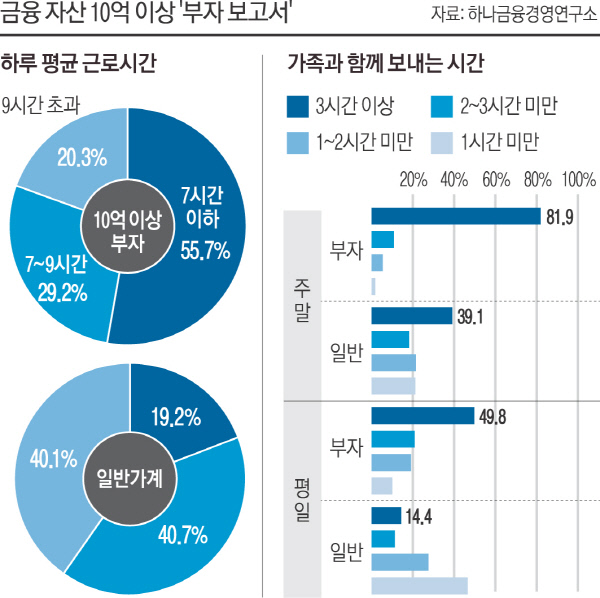 금융 자산 10억 이상 '부자 보고서'
자료: 하나금융경영연구소
하루 평균 근로시간
9시간 초과
20.3%
7시간
이하
55.7%
10억 이상
부자
7~9시간
29.2%
19.2%
40.1%
일반가계
40.7%
가족과 함께 보내는 시간
3시간 이상
2~3시간 미만
1~2시간 미만
1시간 미만
20% 40% 60% 80% 100%
주말
부자
81.9
일반
39.1
평일
부자
49.8
일반
14.4